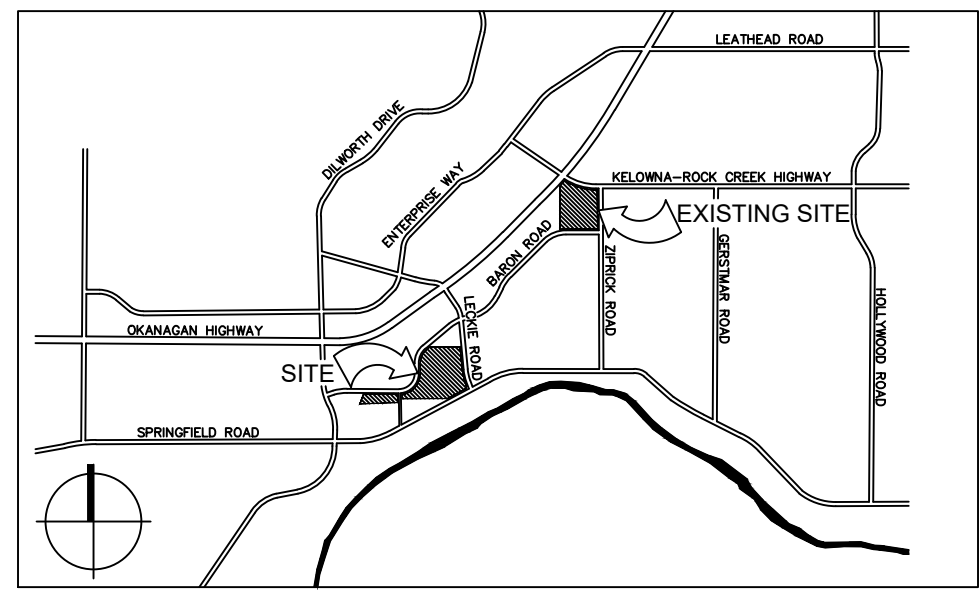 LEATHEAD ROAD
DILWORTH DRIVE
ENTERPRISE WAY
KELOWNA-ROCK CREEK HIGHWAY
EXISTING SITE
BARON ROAD
ZIPRICK ROAD
GERSTMAR ROAD
HOLLYWOOD ROAD
LECKIE ROAD
OKANAGAN HIGHWAY
SITE
SPRINGFIELD ROAD